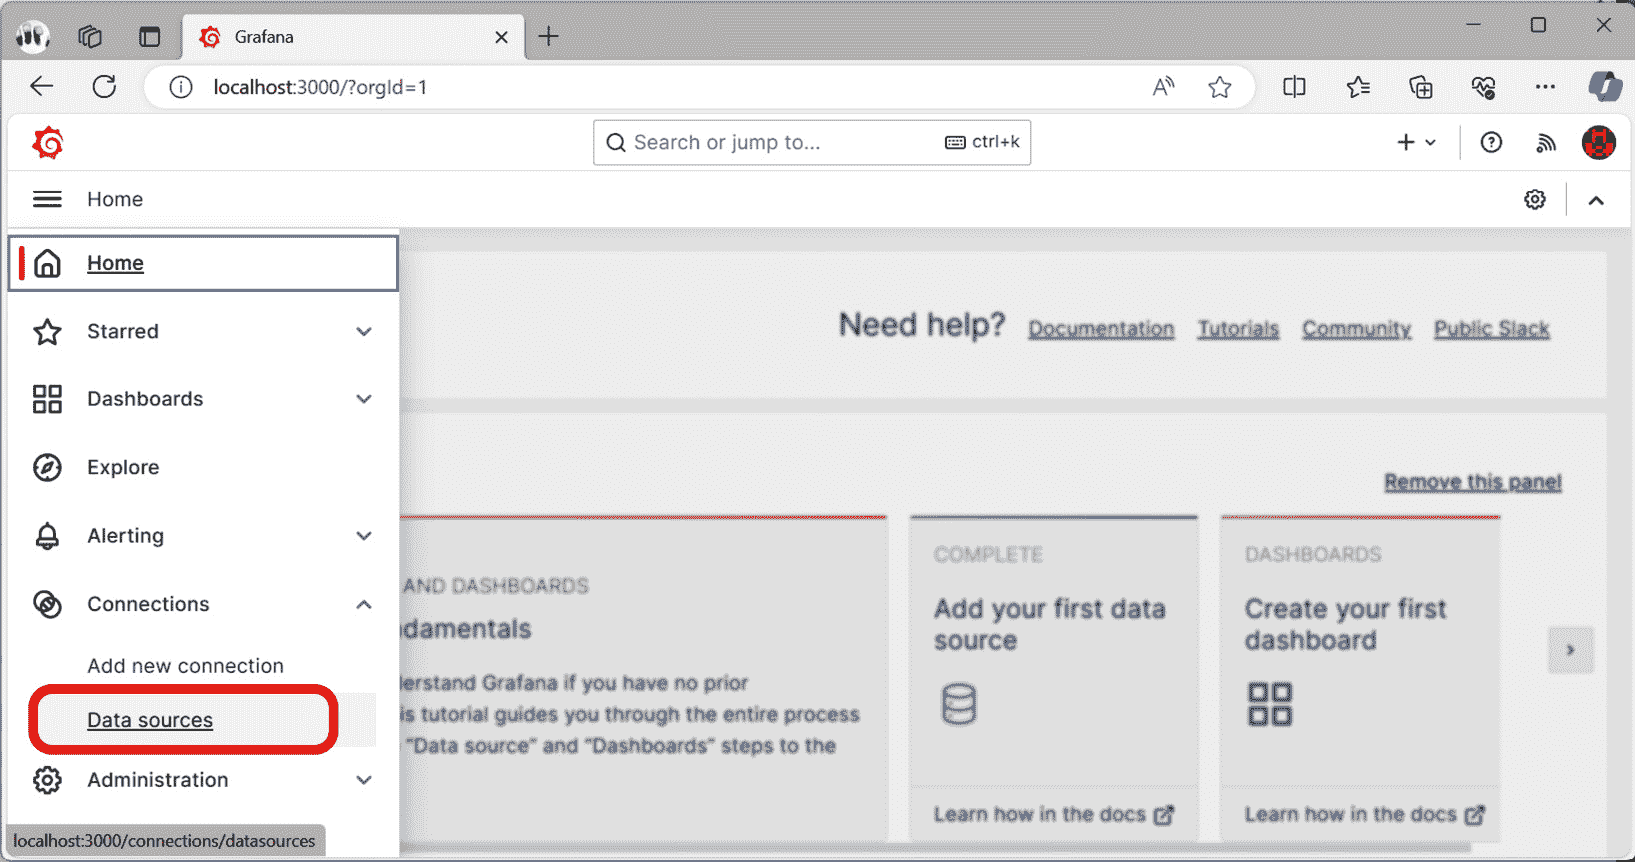 Grafana
localhost:3000/?orgId=1
Search or jump to...
ctrl+k
Home
Home
Starred
Dashboards
Explore
Alerting
Connections
Add new connection
Data sources
Administration
localhost:3000/connections/datasources
Need help?
Documentation Tutorials Community Public Slack
Remove this panel
AND DASHBOARDS
damentals
erstand Grafana if you have no prior
is tutorial guides you through the entire process
"Data source" and "Dashboards" steps to the
COMPLETE
Add your first data
source
Learn how in the docs
DASHBOARDS
Create your first
dashboard
Learn how in the docs